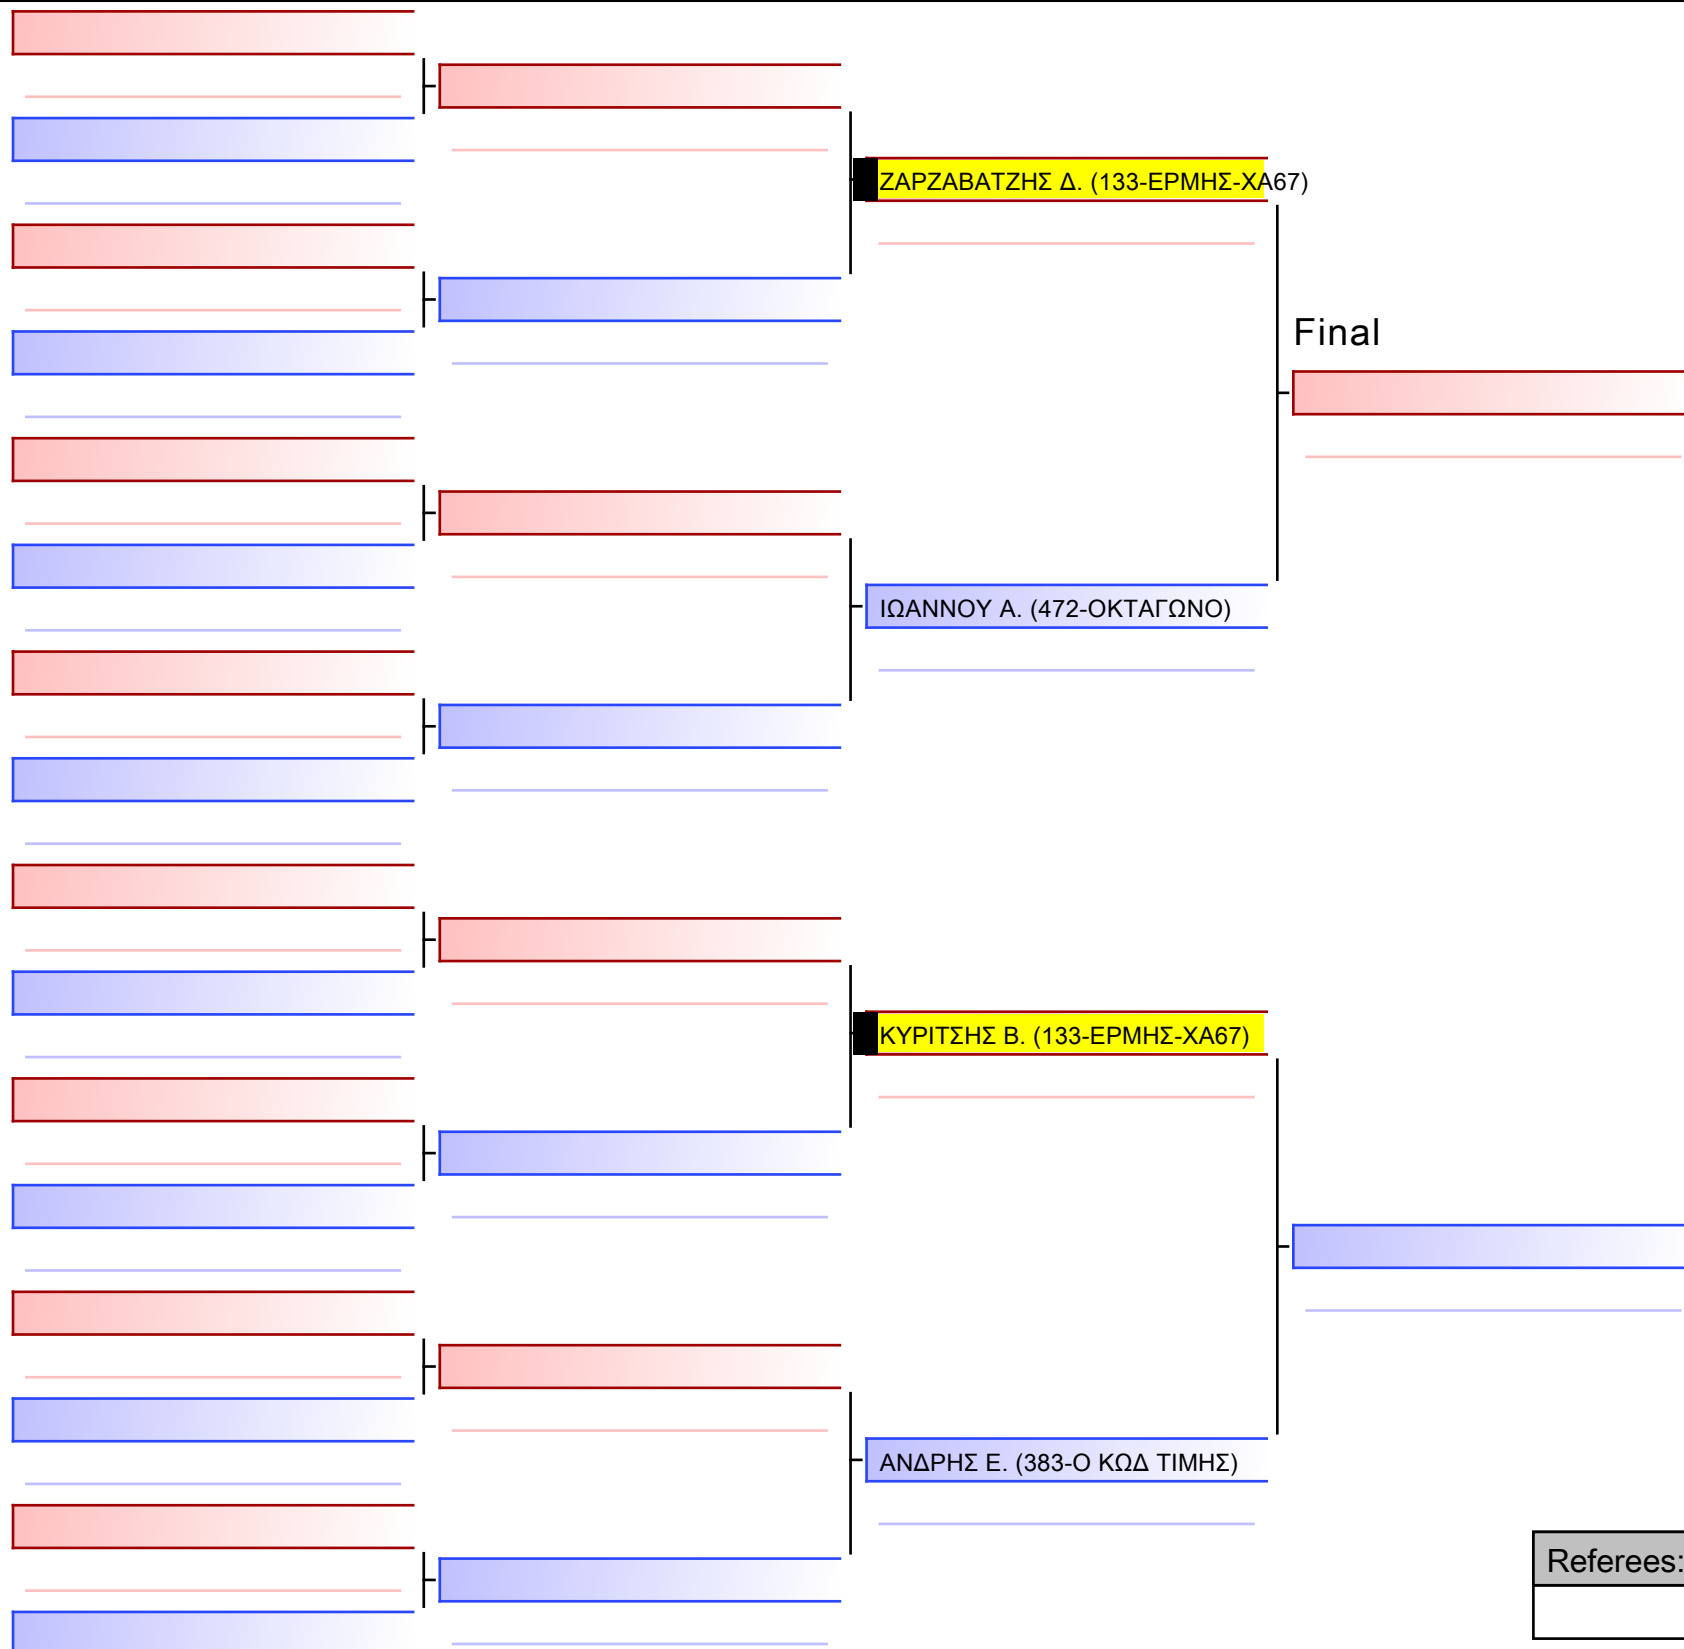 ΖΑΡΖΑΒΑΤΖΗΣ Δ. (133-ΕΡΜΗΣ-ΧΑ67)
Final
ΙΩΑΝΝΟΥ Α. (472-ΟΚΤΑΓΩΝΟ)
ΚΥΡΙΤΣΗΣ Β. (133-ΕΡΜΗΣ-ΧΑ67)
ΑΝΔΡΗΣ Ε. (383-Ο ΚΩΔ ΤΙΜΗΣ)
Referees: